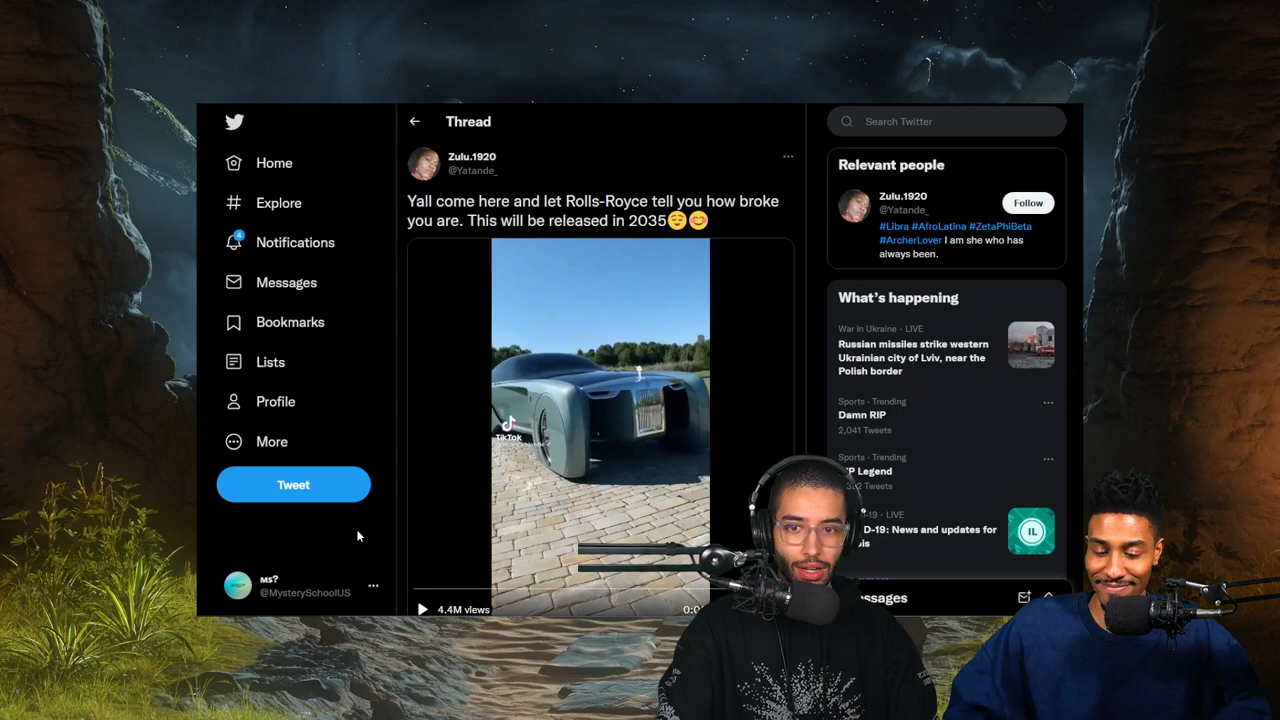 Home
Explore
4
Notifications
Messages
Bookmarks
Lists
Profile
More
Tweet
ms?
@MysterySchoolUS
Thread
Zulu.1920
@Yatande_
Yall come here and let Rolls-Royce tell you how broke
you are. This will be released in 2035
TikTok
4.4M views
Search Twitter
Relevant people
Zulu.1920
@Yatande_
Follow
#Libra #AfroLatina #ZetaPhiBeta
#ArcherLover I am she who has
always been.
What's happening
War in Ukraine · LIVE
Russian missiles strike western
Ukrainian city of Lviv, near the
Polish border
Sports · Trending
Damn RIP
2,041 Tweets
Sports · Trending
Legend
Tweets
LIVE
D-19: News and updates for
IL